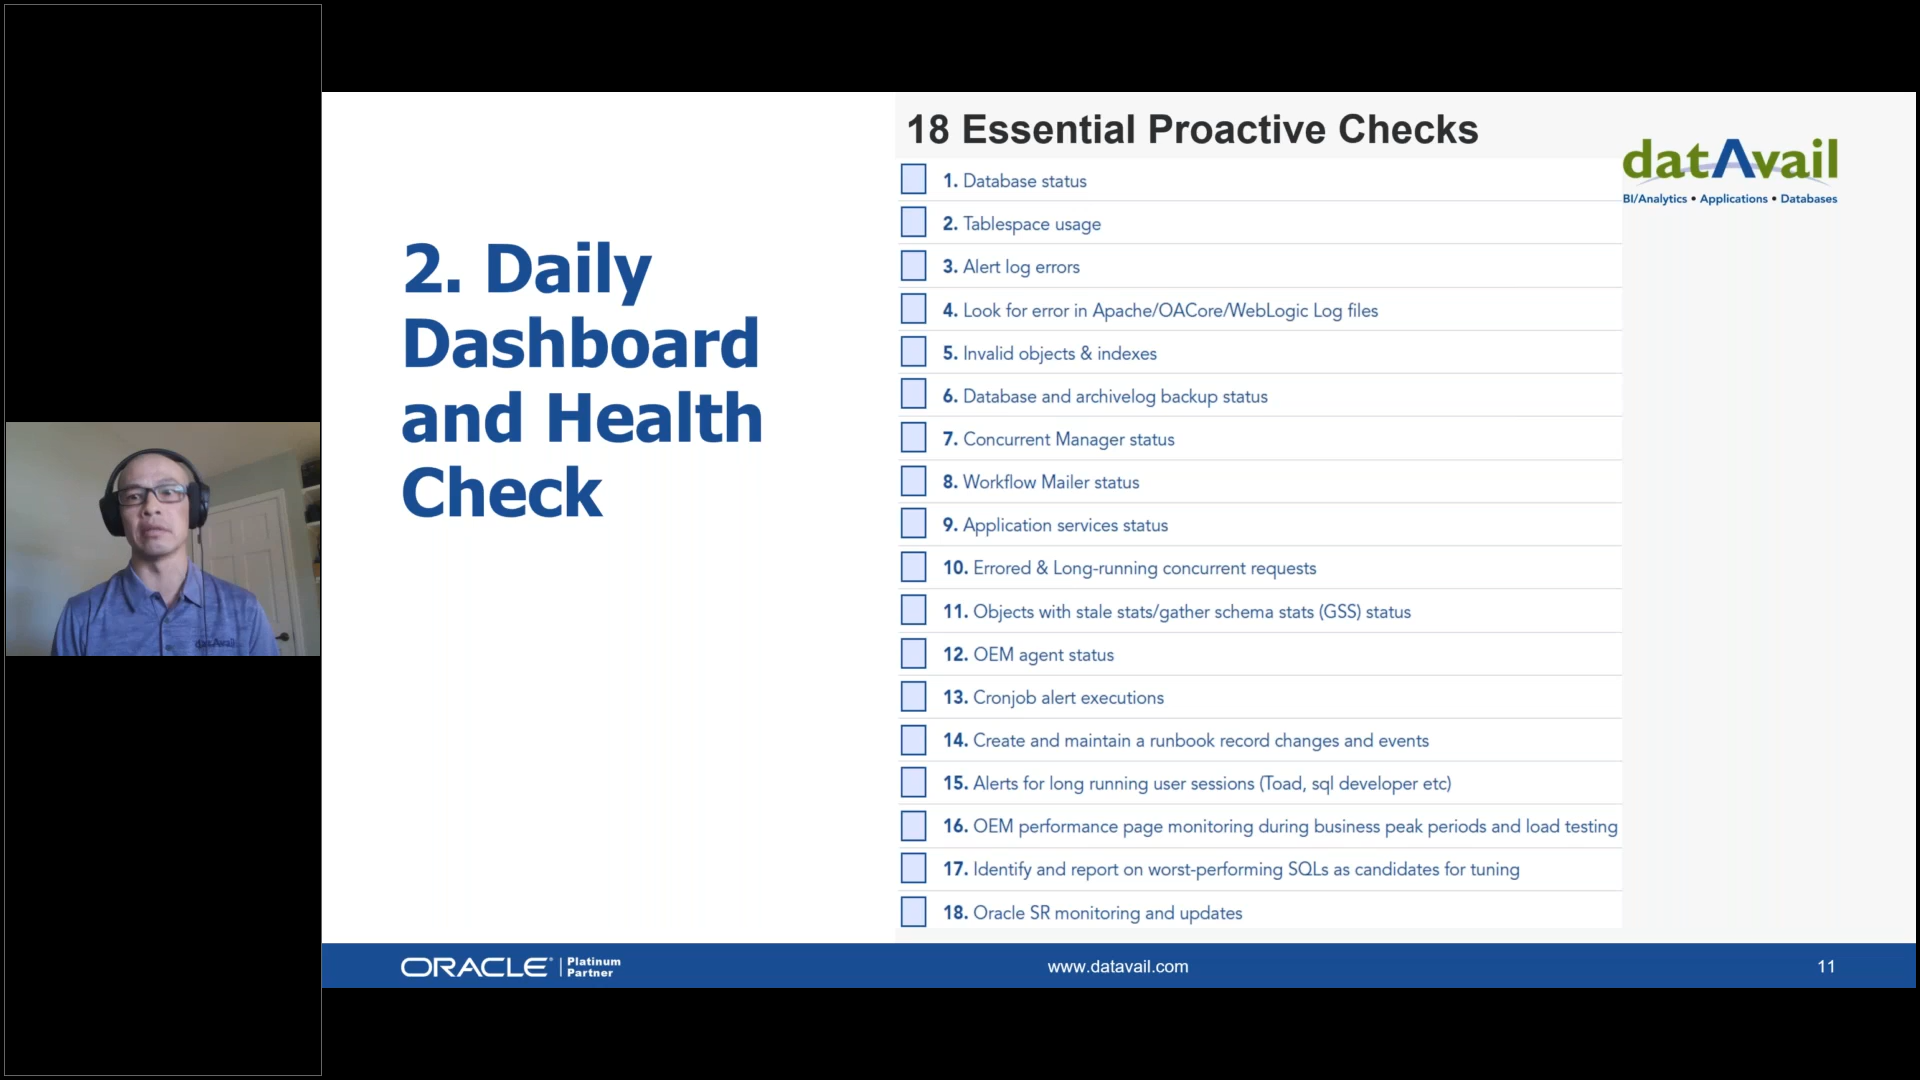 18 Essential Proactive Checks
datAvail
BI/Analytics • Applications • Databases
2. Daily
Dashboard
and Health
Check
1. Database status
2. Tablespace usage
3. Alert log errors
4. Look for error in Apache/OACore/WebLogic Log files
5. Invalid objects & indexes
6. Database and archivelog backup status
7. Concurrent Manager status
8. Workflow Mailer status
9. Application services status
10. Errored & Long-running concurrent requests
11. Objects with stale stats/gather schema stats (GSS) status
12. OEM agent status
13. Cronjob alert executions
14. Create and maintain a runbook record changes and events
15. Alerts for long running user sessions (Toad, sql developer etc)
16. OEM performance page monitoring during business peak periods and load testing
17. Identify and report on worst-performing SQLs as candidates for tuning
18. Oracle SR monitoring and updates
datAvail
ORACLE® | Platinum
Partner
www.datavail.com
11